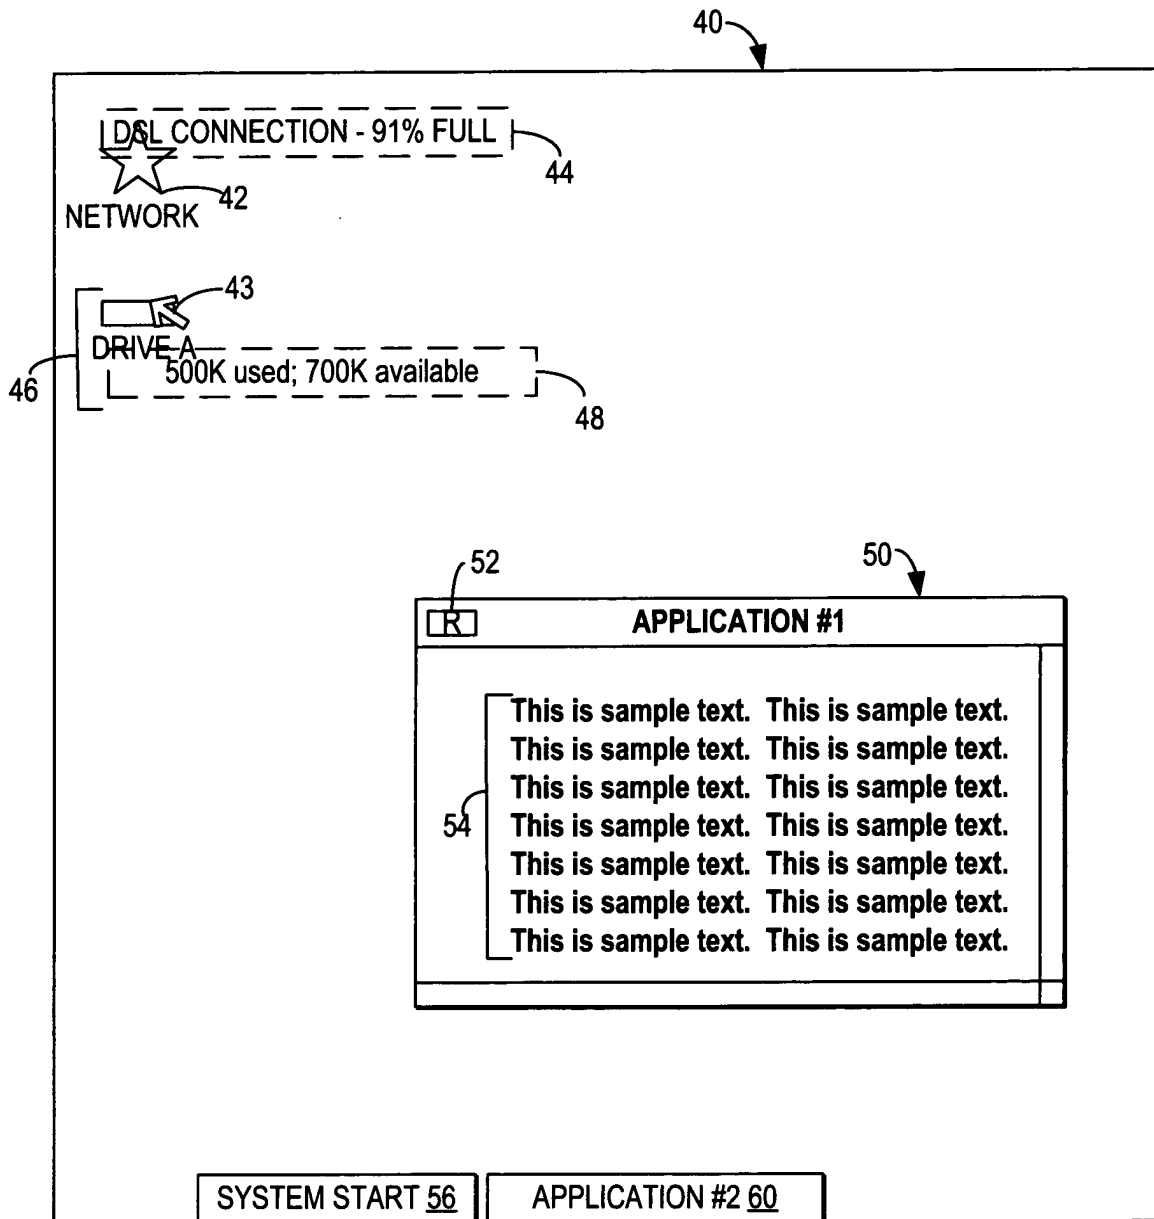 40
DSL CONNECTION - 91% FULL
44
42
NETWORK
43
DRIVE A
46
500K used; 700K available
48
52
50
R
APPLICATION #1
This is sample text. This is sample text.
This is sample text. This is sample text.
This is sample text. This is sample text.
54
This is sample text. This is sample text.
This is sample text. This is sample text.
This is sample text. This is sample text.
This is sample text. This is sample text.
SYSTEM START 56
APPLICATION #2 60